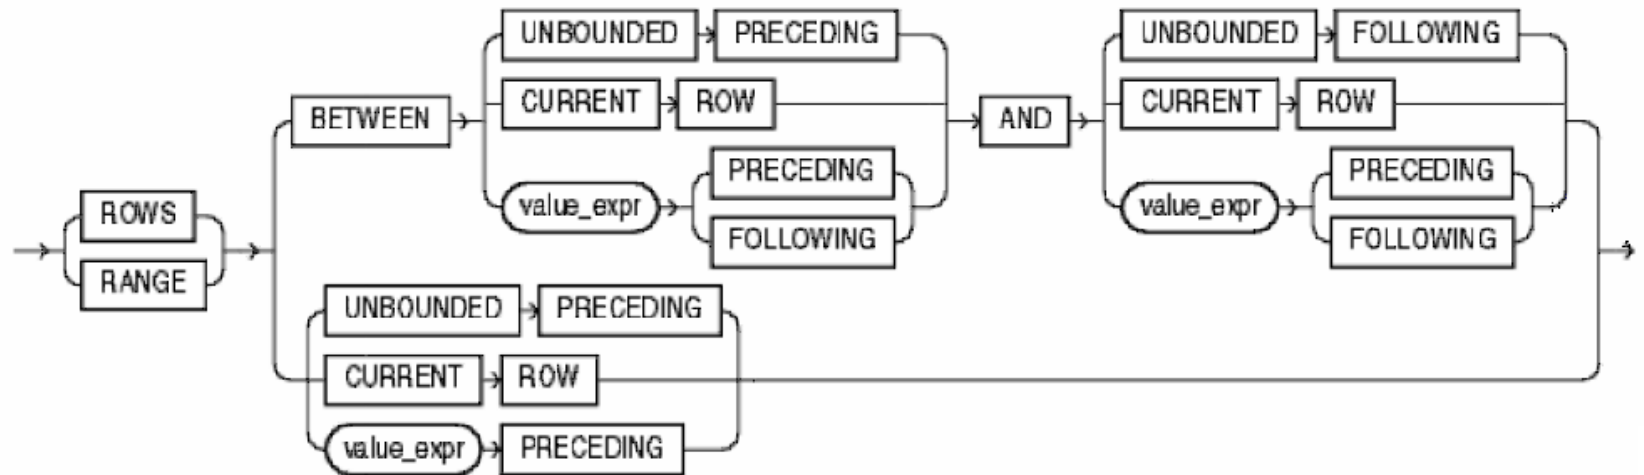 UNBOUNDED PRECEDING UNBOUNDED FOLLOWING
CURRENT ROW CURRENT ROW
BETWEEN AND
PRECEDING PRECEDING
value_expr value_expr
ROWS
FOLLOWING FOLLOWING
RANGE
UNBOUNDED PRECEDING
CURRENT ROW
value_expr PRECEDING